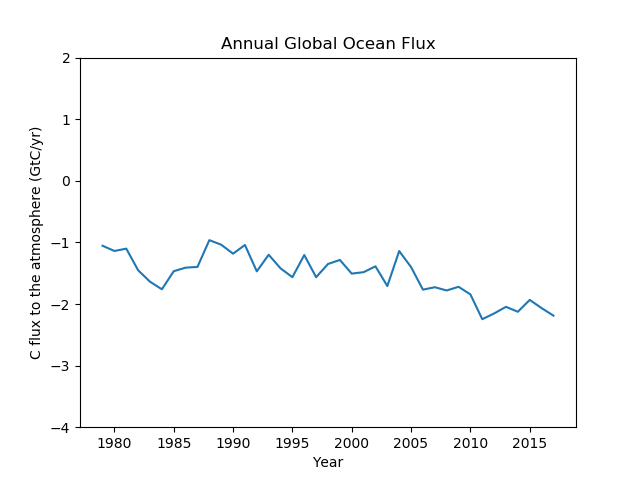 Annual Global Ocean Flux
C flux to the atmosphere (GtC/yr)
2
1
0
−1
−2
−3
−4
1980 1985 1990 1995 2000 2005 2010 2015
Year